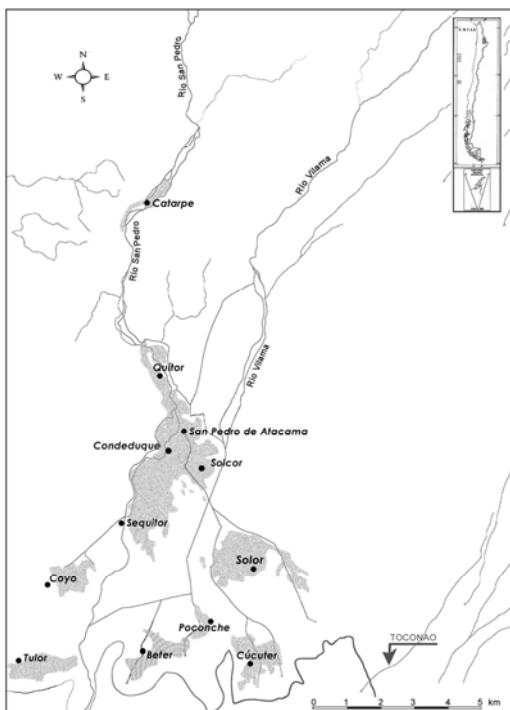 N
W E
S
Río San Pedro
Río Vilama
Catarpe
Río San Pedro
Quitor
Río Vilama
San Pedro de Atacama
Condeduque
Solcor
Sequitor
Solor
Coyo
Poconche
TOCONAO
Tulor
Beter
Cúcuter
0 1 2 3 4 5 km